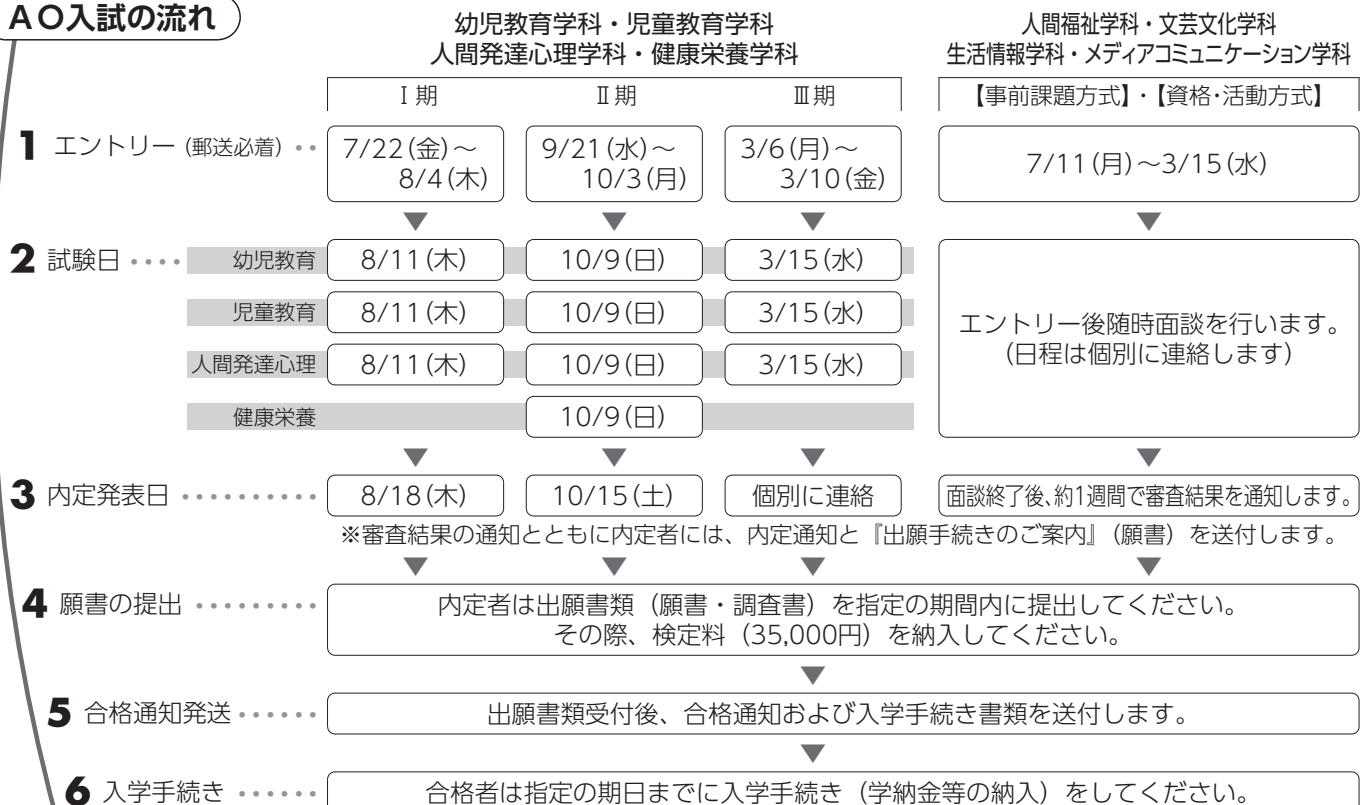 AO入試の流れ
幼児教育学科・児童教育学科
人間発達心理学科・健康栄養学科
人間福祉学科・文芸文化学科
生活情報学科・メディアコミュニケーション学科
Ⅰ期 Ⅱ期 Ⅲ期 【事前課題方式】・【資格・活動方式】
1 エントリー(郵送必着)‥
7/22(金)～
8/4(木)
9/21(水)～
10/3(月)
3/6(月)～
3/10(金)
7/11(月)～3/15(水)
2 試験日‥‥
幼児教育 8/11(木) 10/9(日) 3/15(水)
児童教育 8/11(木) 10/9(日) 3/15(水)
人間発達心理 8/11(木) 10/9(日) 3/15(水)
健康栄養 10/9(日)
エントリー後随時面談を行います。
(日程は個別に連絡します)
3 内定発表日‥‥‥‥‥ 8/18(木) 10/15(土) 個別に連絡 面談終了後、約1週間で審査結果を通知します。
※審査結果の通知とともに内定者には、内定通知と『出願手続きのご案内』(願書)を送付します。
4 願書の提出‥‥‥‥‥
内定者は出願書類(願書・調査書)を指定の期間内に提出してください。
その際、検定料(35,000円)を納入してください。
5 合格通知発送‥‥‥ 出願書類受付後、合格通知および入学手続き書類を送付します。
6 入学手続き‥‥‥ 合格者は指定の期日までに入学手続き(学納金等の納入)をしてください。